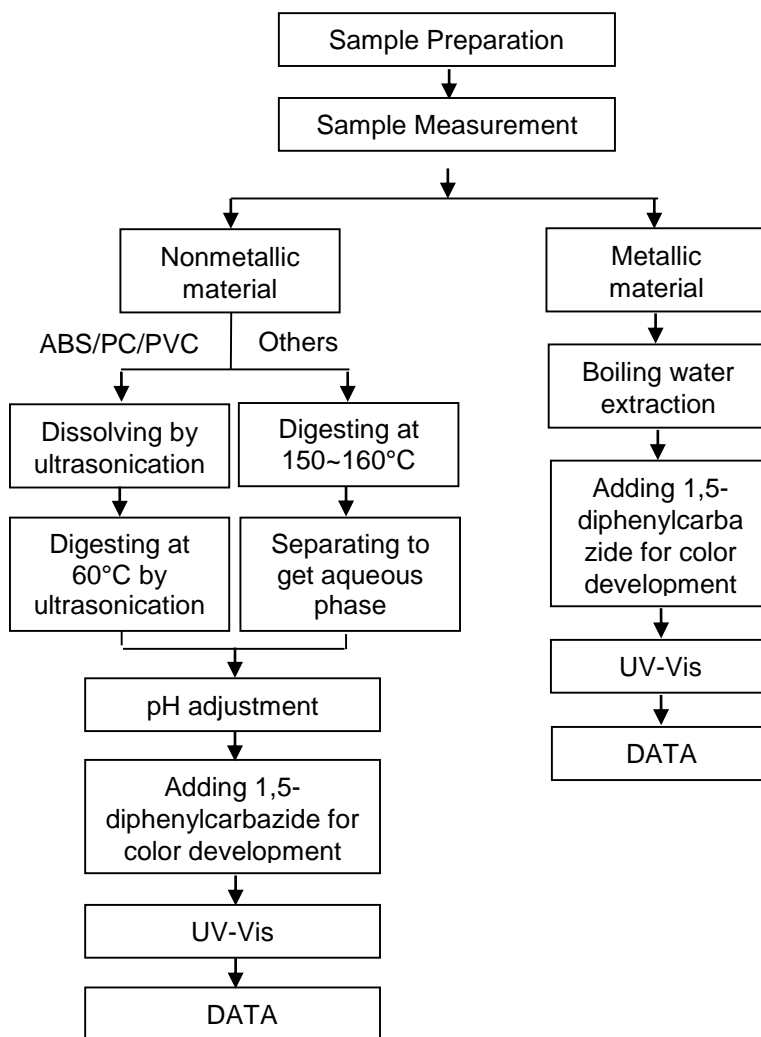 Sample Preparation
Sample Measurement
Nonmetallic
material
Metallic
material
ABS/PC/PVC
Others
Boiling water
extraction
Dissolving by
ultrasonication
Digesting at
150~160°C
Adding 1,5-
diphenylcarba
zide for color
development
Digesting at
60°C by
ultrasonication
Separating to
get aqueous
phase
UV-Vis
pH adjustment
DATA
Adding 1,5-
diphenylcarbazide for
color development
UV-Vis
DATA